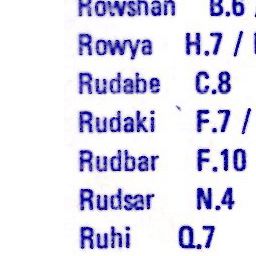 Rowshan B.6 /
Rowya H.7 /
Rudabe C.8
Rudaki F.7 /
Rudbar F.10
Rudsar N.4
Ruhi Q.7